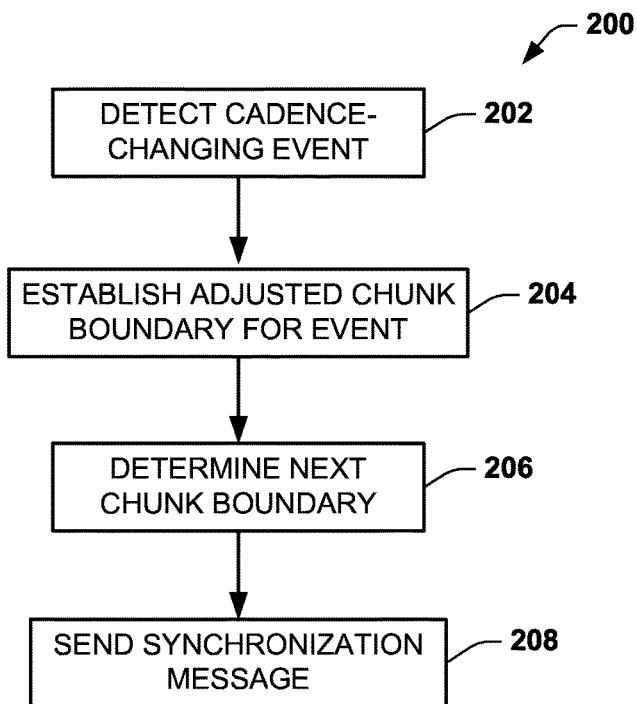 200
DETECT CADENCE-
CHANGING EVENT
202
ESTABLISH ADJUSTED CHUNK
BOUNDARY FOR EVENT
204
DETERMINE NEXT
CHUNK BOUNDARY
206
SEND SYNCHRONIZATION
MESSAGE
208